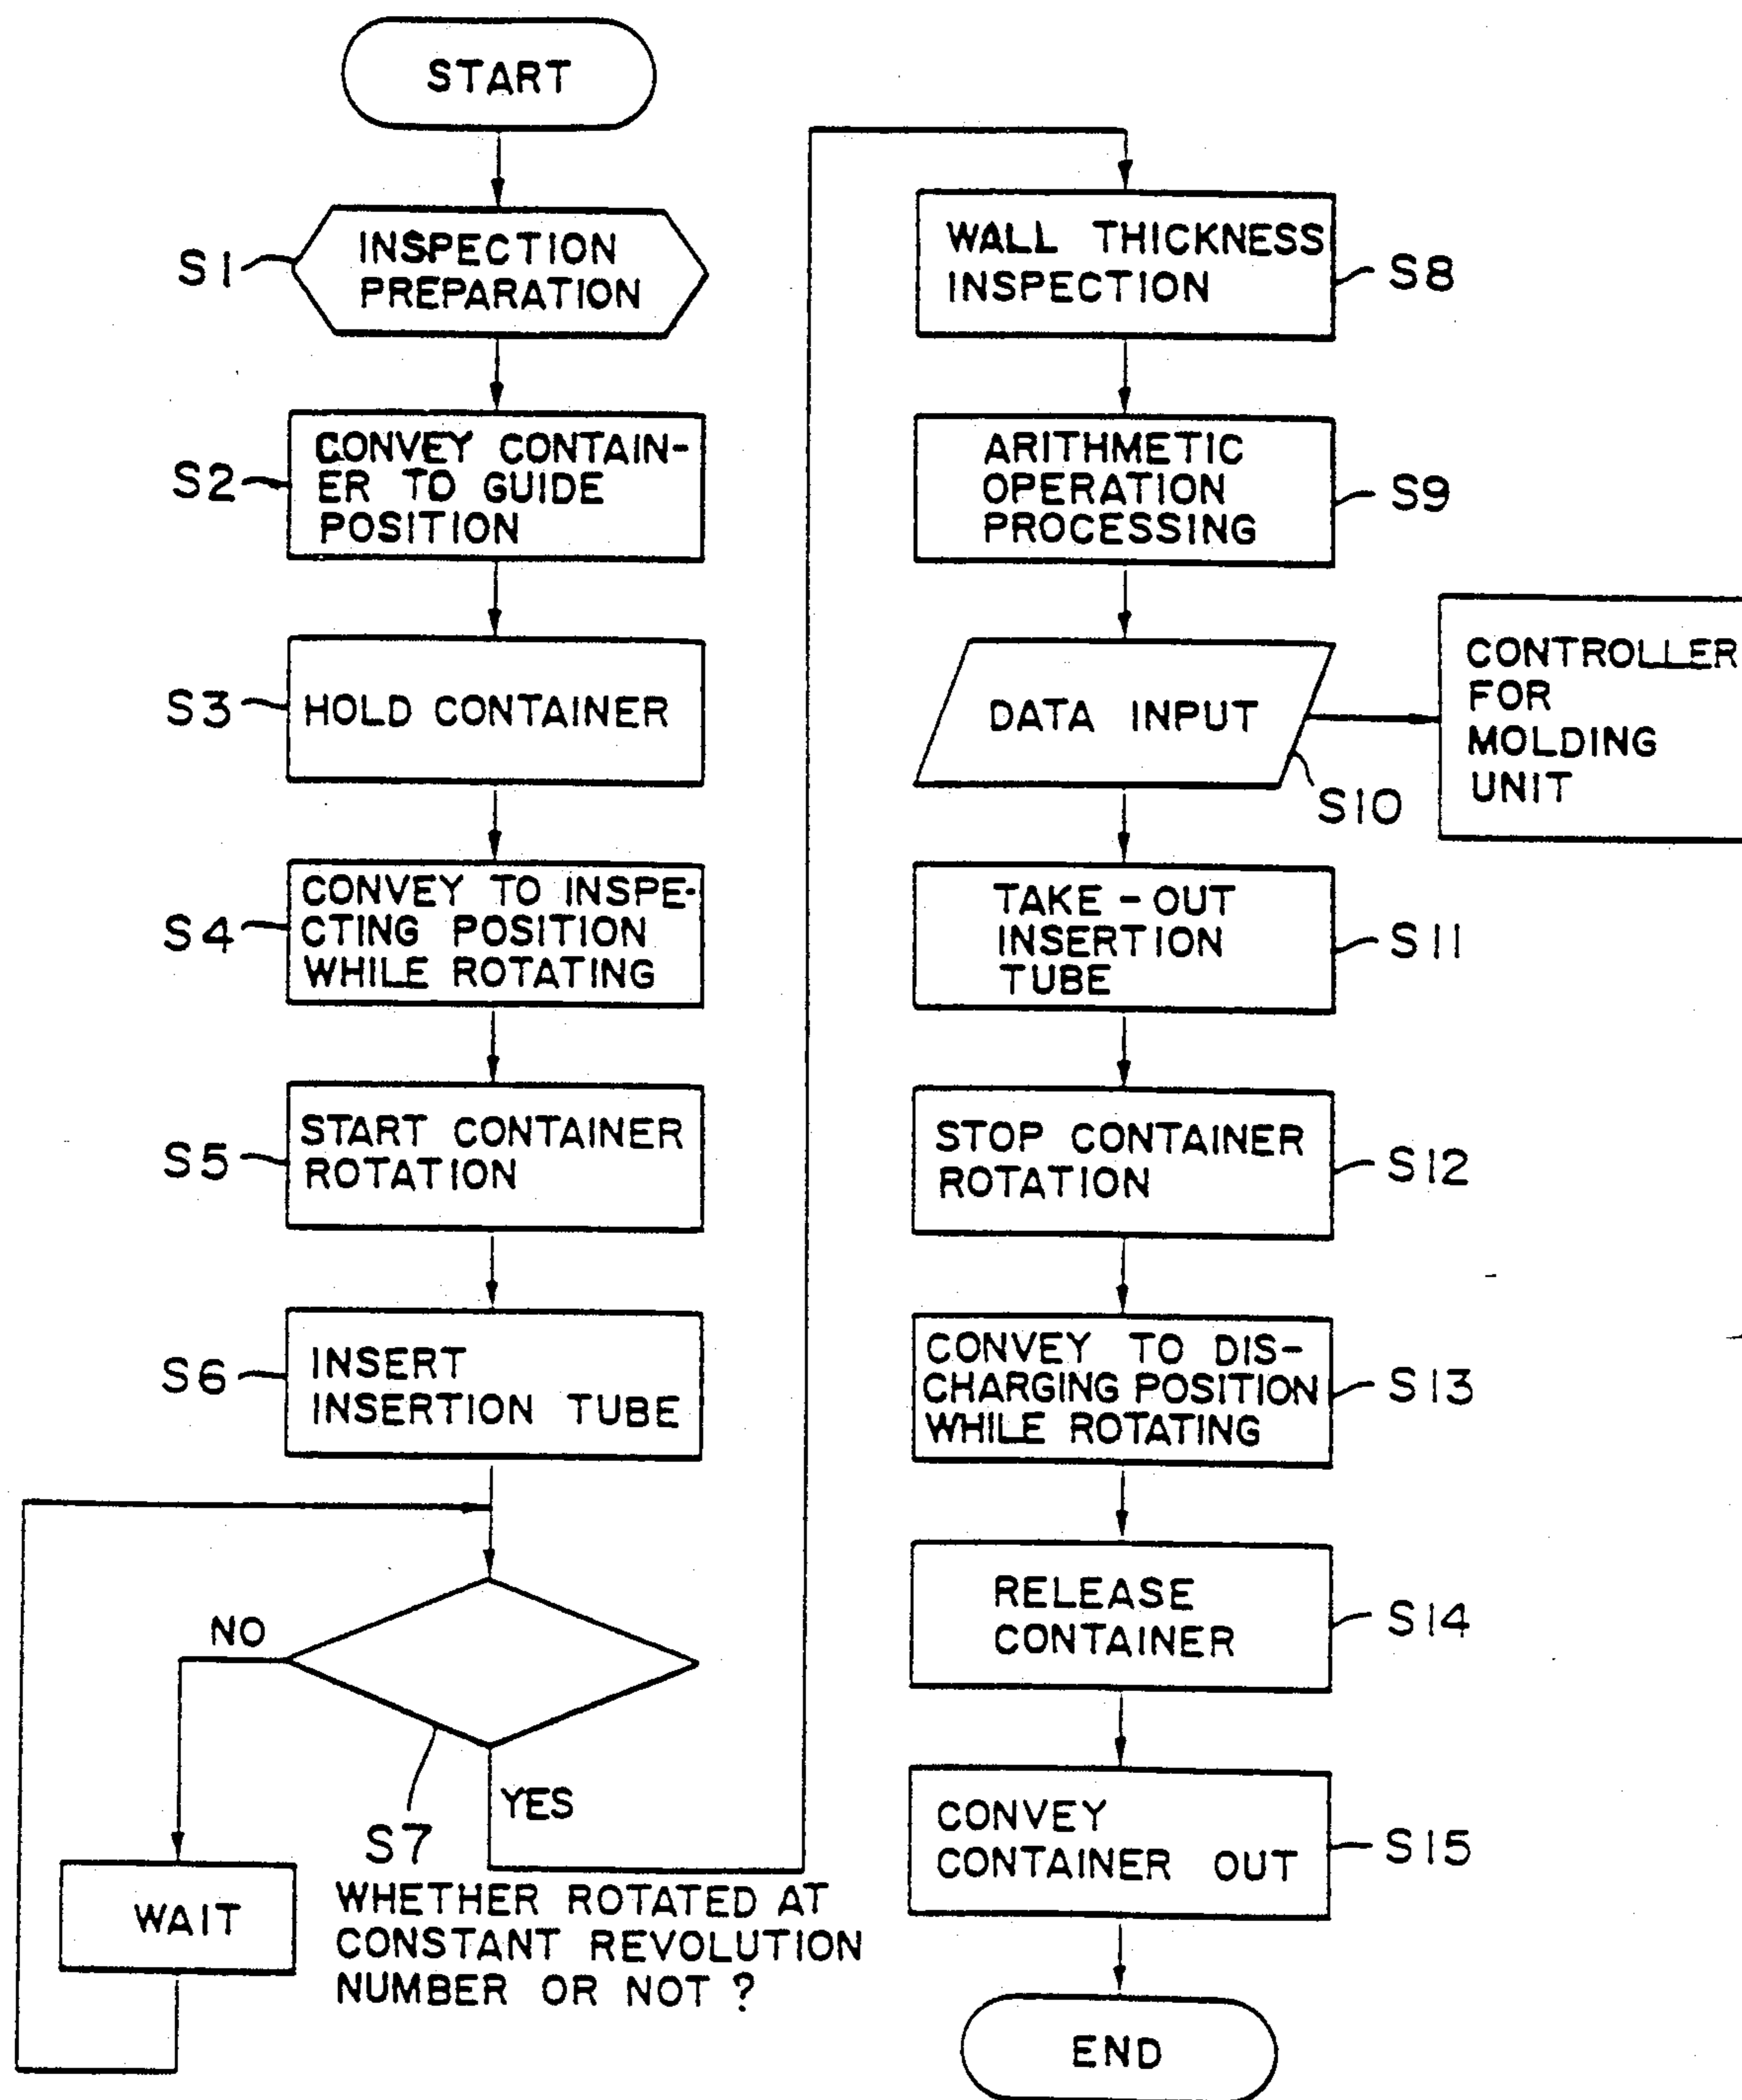 START
S1
INSPECTION
PREPARATION
S2
CONVEY CONTAIN-
ER TO GUIDE
POSITION
S3
HOLD CONTAINER
S4
CONVEY TO INSPE-
CTING POSITION
WHILE ROTATING
S5
START CONTAINER
ROTATION
S6
INSERT
INSERTION TUBE
NO
YES
S7
WHETHER ROTATED AT
CONSTANT REVOLUTION
NUMBER OR NOT ?
WAIT
WALL THICKNESS
INSPECTION
S8
ARITHMETIC
OPERATION
PROCESSING
S9
DATA INPUT
S10
CONTROLLER
FOR
MOLDING
UNIT
TAKE-OUT
INSERTION
TUBE
S11
STOP CONTAINER
ROTATION
S12
CONVEY TO DIS-
CHARGING POSITION
WHILE ROTATING
S13
RELEASE
CONTAINER
S14
CONVEY
CONTAINER OUT
S15
END